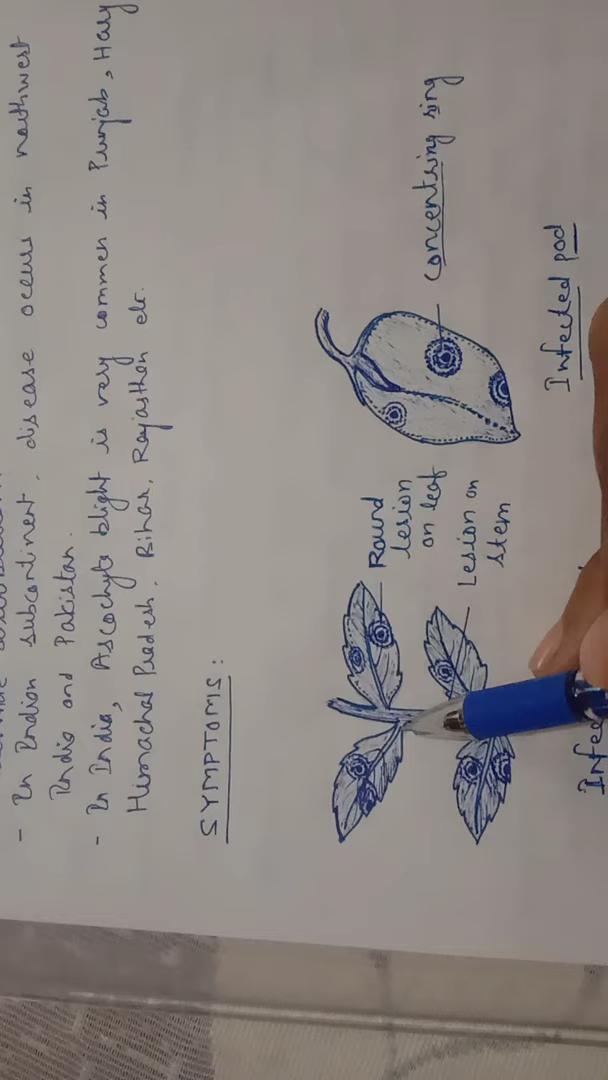 - In Indian subcontinent, disease occurs in northwest
India and Pakistan.
- In India, Ascochyta blight is very common in Punjab, Hary
Himachal Pradesh, Bihar, Rajasthan etc.
SYMPTOMS:
Round
lesion
on leaf
Lesion on
stem
Concentring ring
Infected pod
Infec